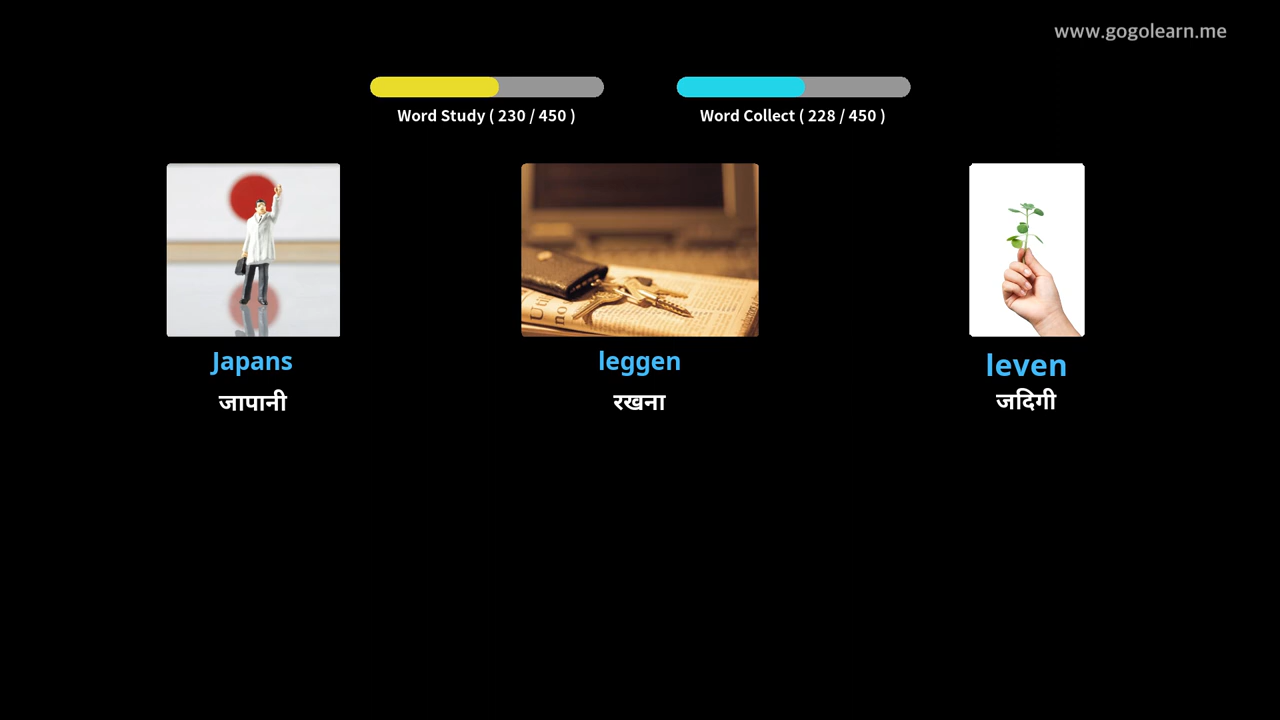 www.gogolearn.me
Word Study ( 230 / 450 )
Word Collect ( 228 / 450 )
Japans
leggen
leven
जापानी
रखना
जदिगी